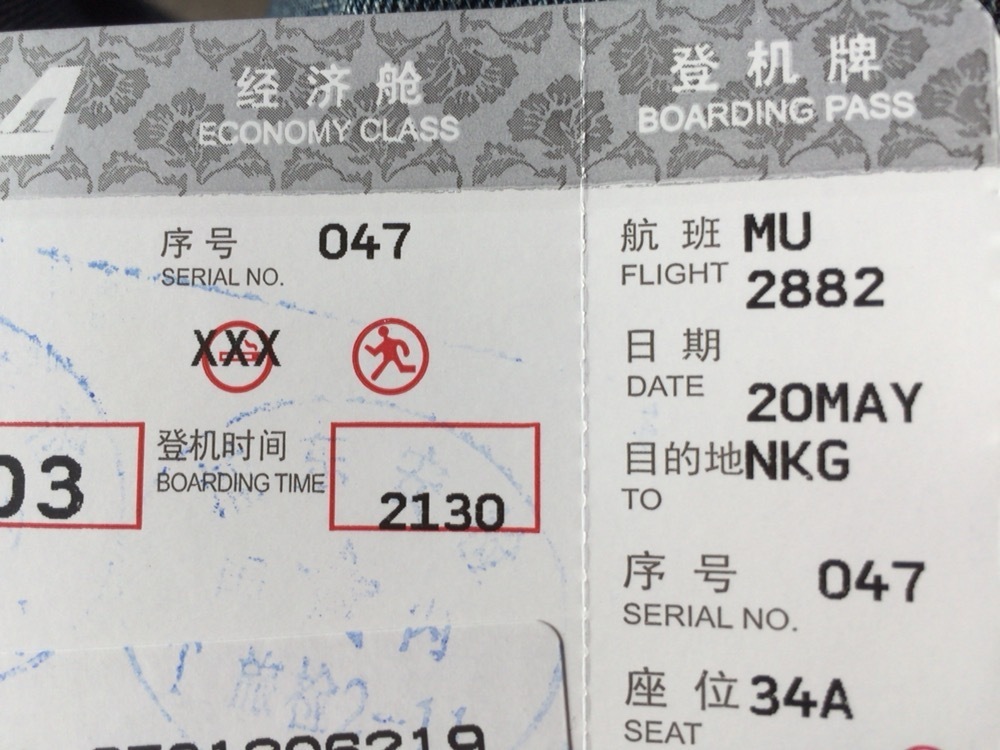 经济舱
ECONOMY CLASS
登机牌
BOARDING PASS
序号 047
SERIAL NO.
XXX
03
登机时间
BOARDING TIME
2130
航班 MU
FLIGHT 2882
日期
DATE 20MAY
目的地NKG
TO
序号 047
SERIAL NO.
座位 34A
SEAT